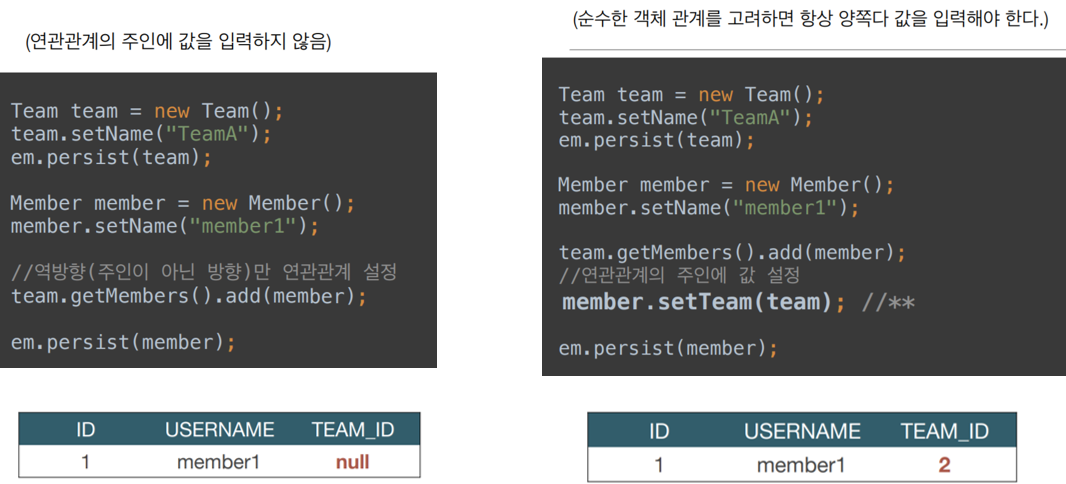 (연관관계의 주인에 값을 입력하지 않음)
Team team = new Team();
team.setName("TeamA");
em.persist(team);
Member member = new Member();
member.setName("member1");
//역방향(주인이 아닌 방향)만 연관관계 설정
team.getMembers().add(member);
em.persist(member);
ID USERNAME TEAM_ID
1 member1 null
(순수한 객체 관계를 고려하면 항상 양쪽다 값을 입력해야 한다.)
Team team = new Team();
team.setName("TeamA");
em.persist(team);
Member member = new Member();
member.setName("member1");
team.getMembers().add(member);
//연관관계의 주인에 값 설정
member.setTeam(team); //**
em.persist(member);
ID USERNAME TEAM_ID
1 member1 2